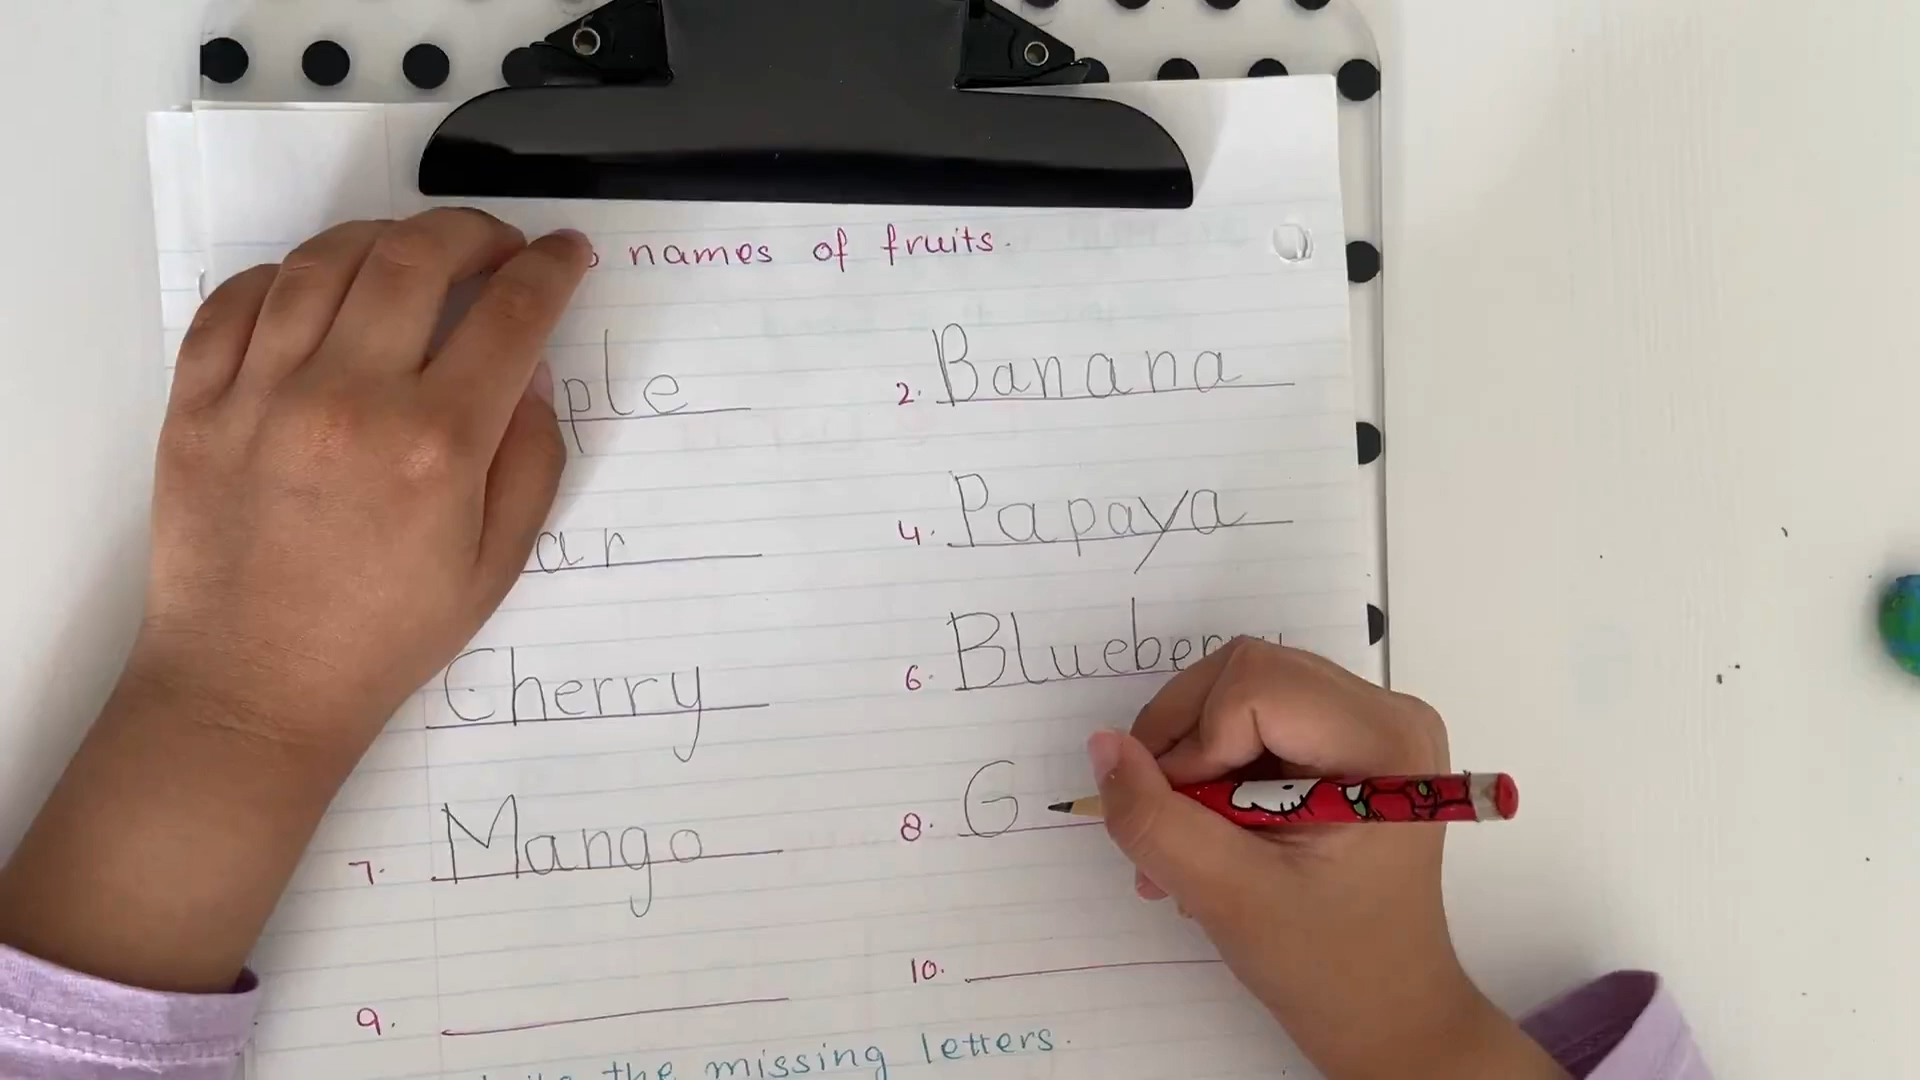 names of fruits.
ple 2. Banana
ar 4. Papaya
Cherry 6. Blueberry
7. Mango 8. G
9. 10.
the missing letters.